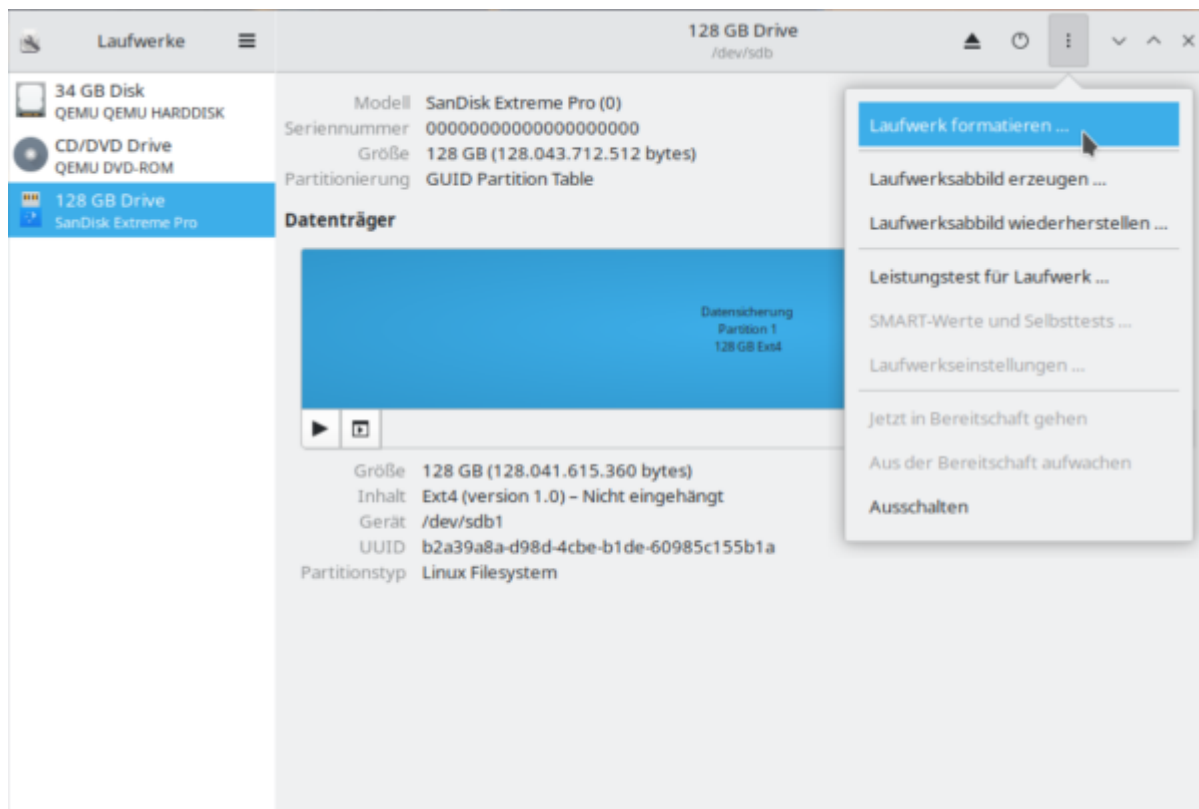 Laufwerke
128 GB Drive
/dev/sdb
34 GB Disk
QEMU QEMU HARDDISK
CD/DVD Drive
QEMU DVD-ROM
128 GB Drive
SanDisk Extreme Pro
Modell SanDisk Extreme Pro (0)
Seriennummer 00000000000000000000
Größe 128 GB (128.043.712.512 bytes)
Partitionierung GUID Partition Table
Datenträger
Datensicherung
Partition 1
128 GB Ext4
Größe 128 GB (128.041.615.360 bytes)
Inhalt Ext4 (version 1.0) – Nicht eingehängt
Gerät /dev/sdb1
UUID b2a39a8a-d98d-4cbe-b1de-60985c155b1a
Partitionstyp Linux Filesystem
Laufwerk formatieren ...
Laufwerksabbild erzeugen ...
Laufwerksabbild wiederherstellen ...
Leistungstest für Laufwerk ...
SMART-Werte und Selbsttests ...
Laufwerkseinstellungen ...
Jetzt in Bereitschaft gehen
Aus der Bereitschaft aufwachen
Ausschalten